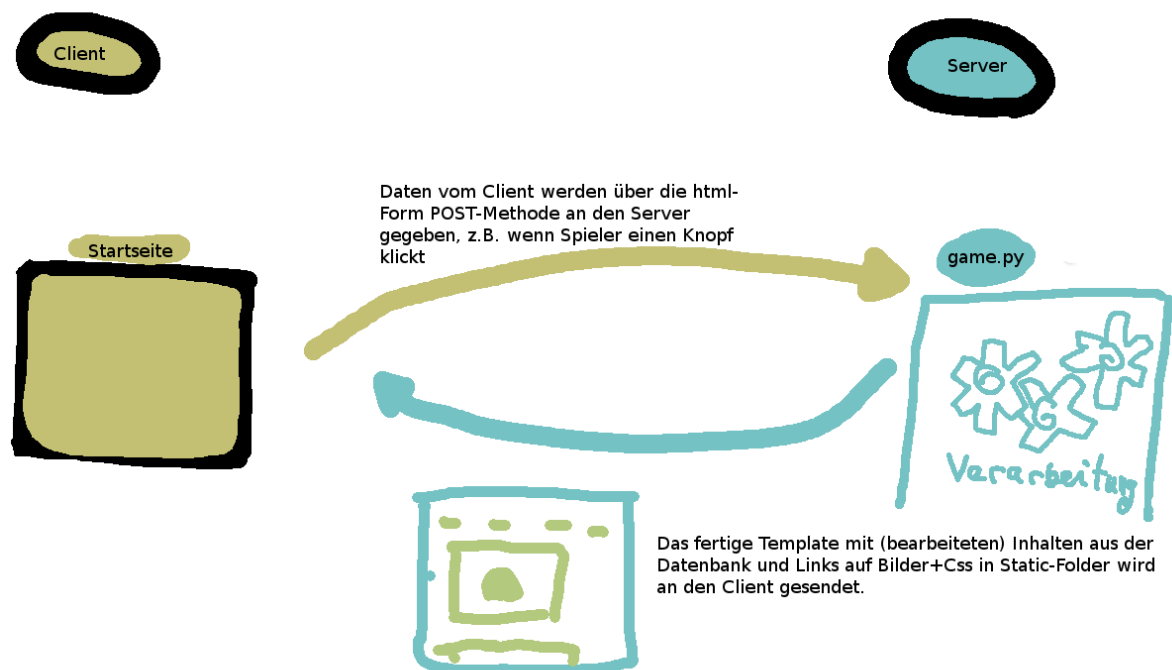 Client
Server
Daten vom Client werden über die html-
Form POST-Methode an den Server
gegeben, z.B. wenn Spieler einen Knopf
klickt
Startseite
game.py
Verarbeitung
Das fertige Template mit (bearbeiteten) Inhalten aus der
Datenbank und Links auf Bilder+Css in Static-Folder wird
an den Client gesendet.